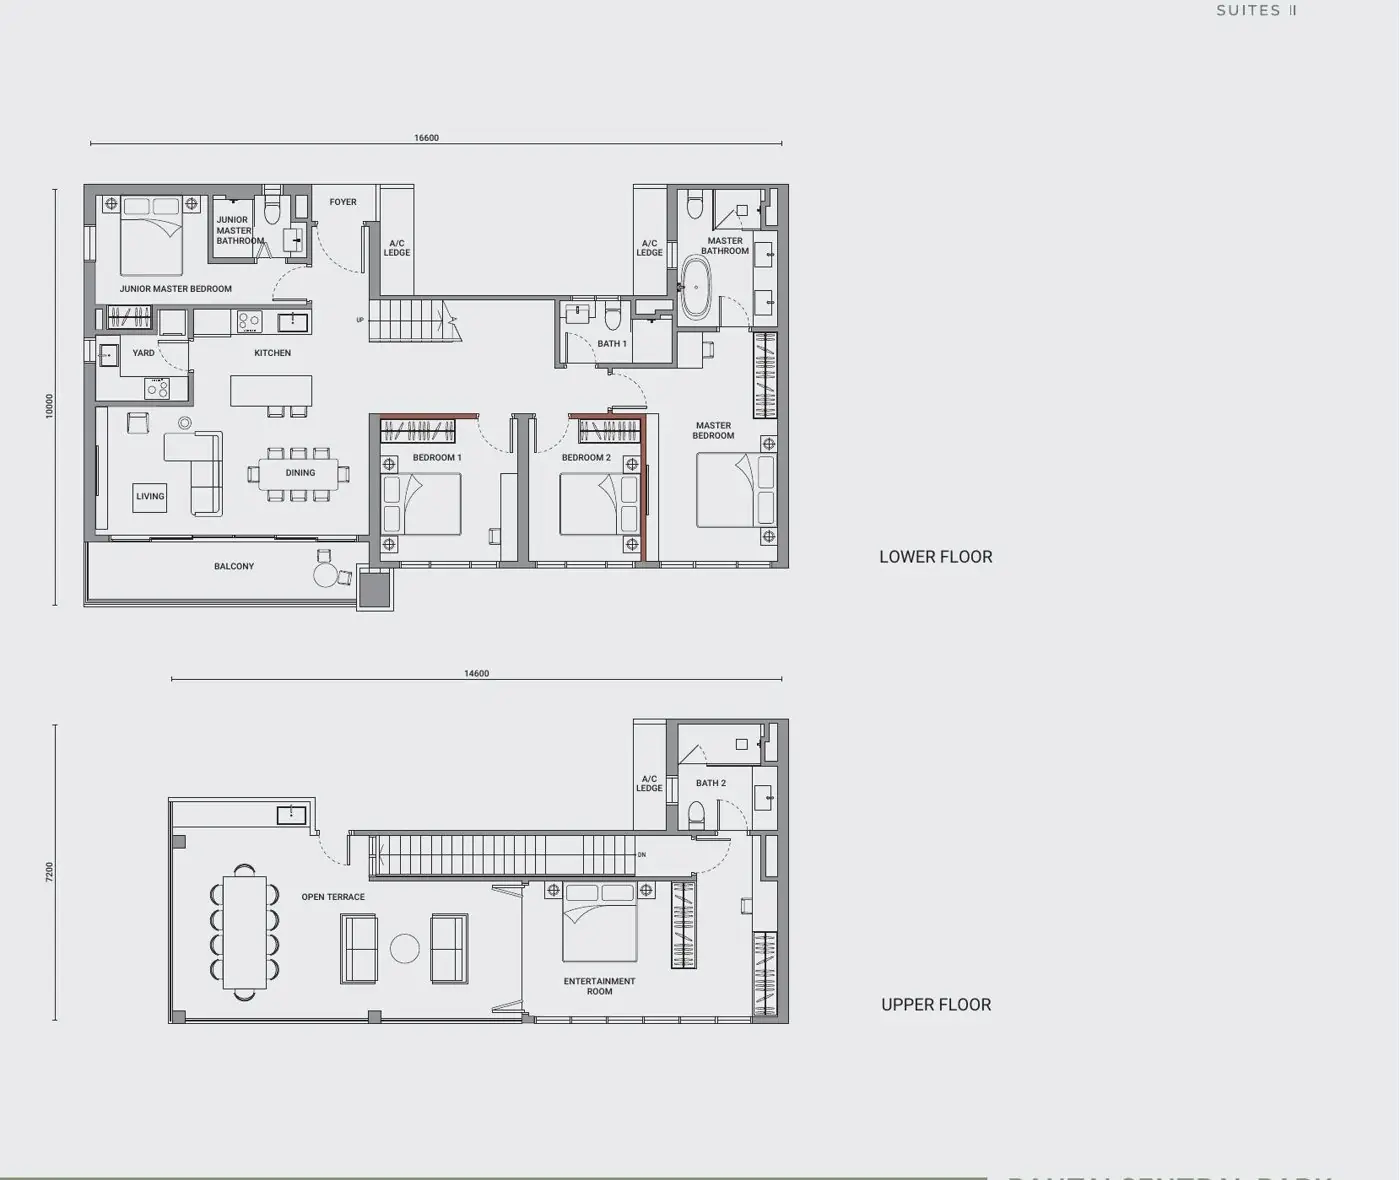 SUITES II
16600
10000
FOYER
JUNIOR
MASTER
BATHROOM
A/C
LEDGE
A/C
LEDGE
MASTER
BATHROOM
JUNIOR MASTER BEDROOM
UP
YARD
KITCHEN
BATH 1
MASTER
BEDROOM
BEDROOM 1
BEDROOM 2
DINING
LIVING
BALCONY
LOWER FLOOR
14600
7200
A/C
LEDGE
BATH 2
DN
OPEN TERRACE
ENTERTAINMENT
ROOM
UPPER FLOOR